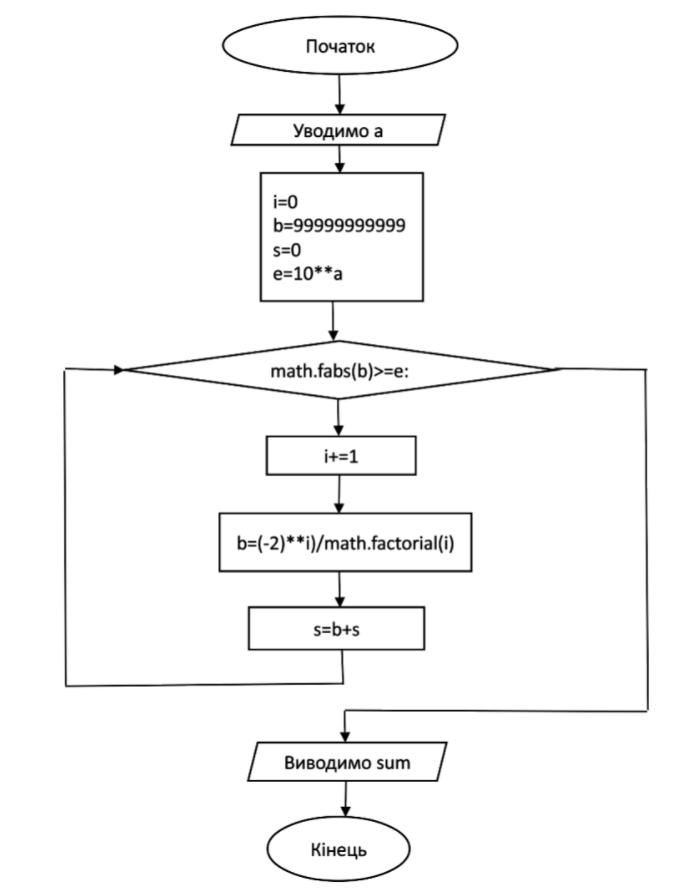 Початок
Уводимо а
i=0
b=99999999999
s=0
e=10**a
math.fabs(b)>=e:
i+=1
b=(-2)**i)/math.factorial(i)
s=b+s
Виводимо sum
Кінець